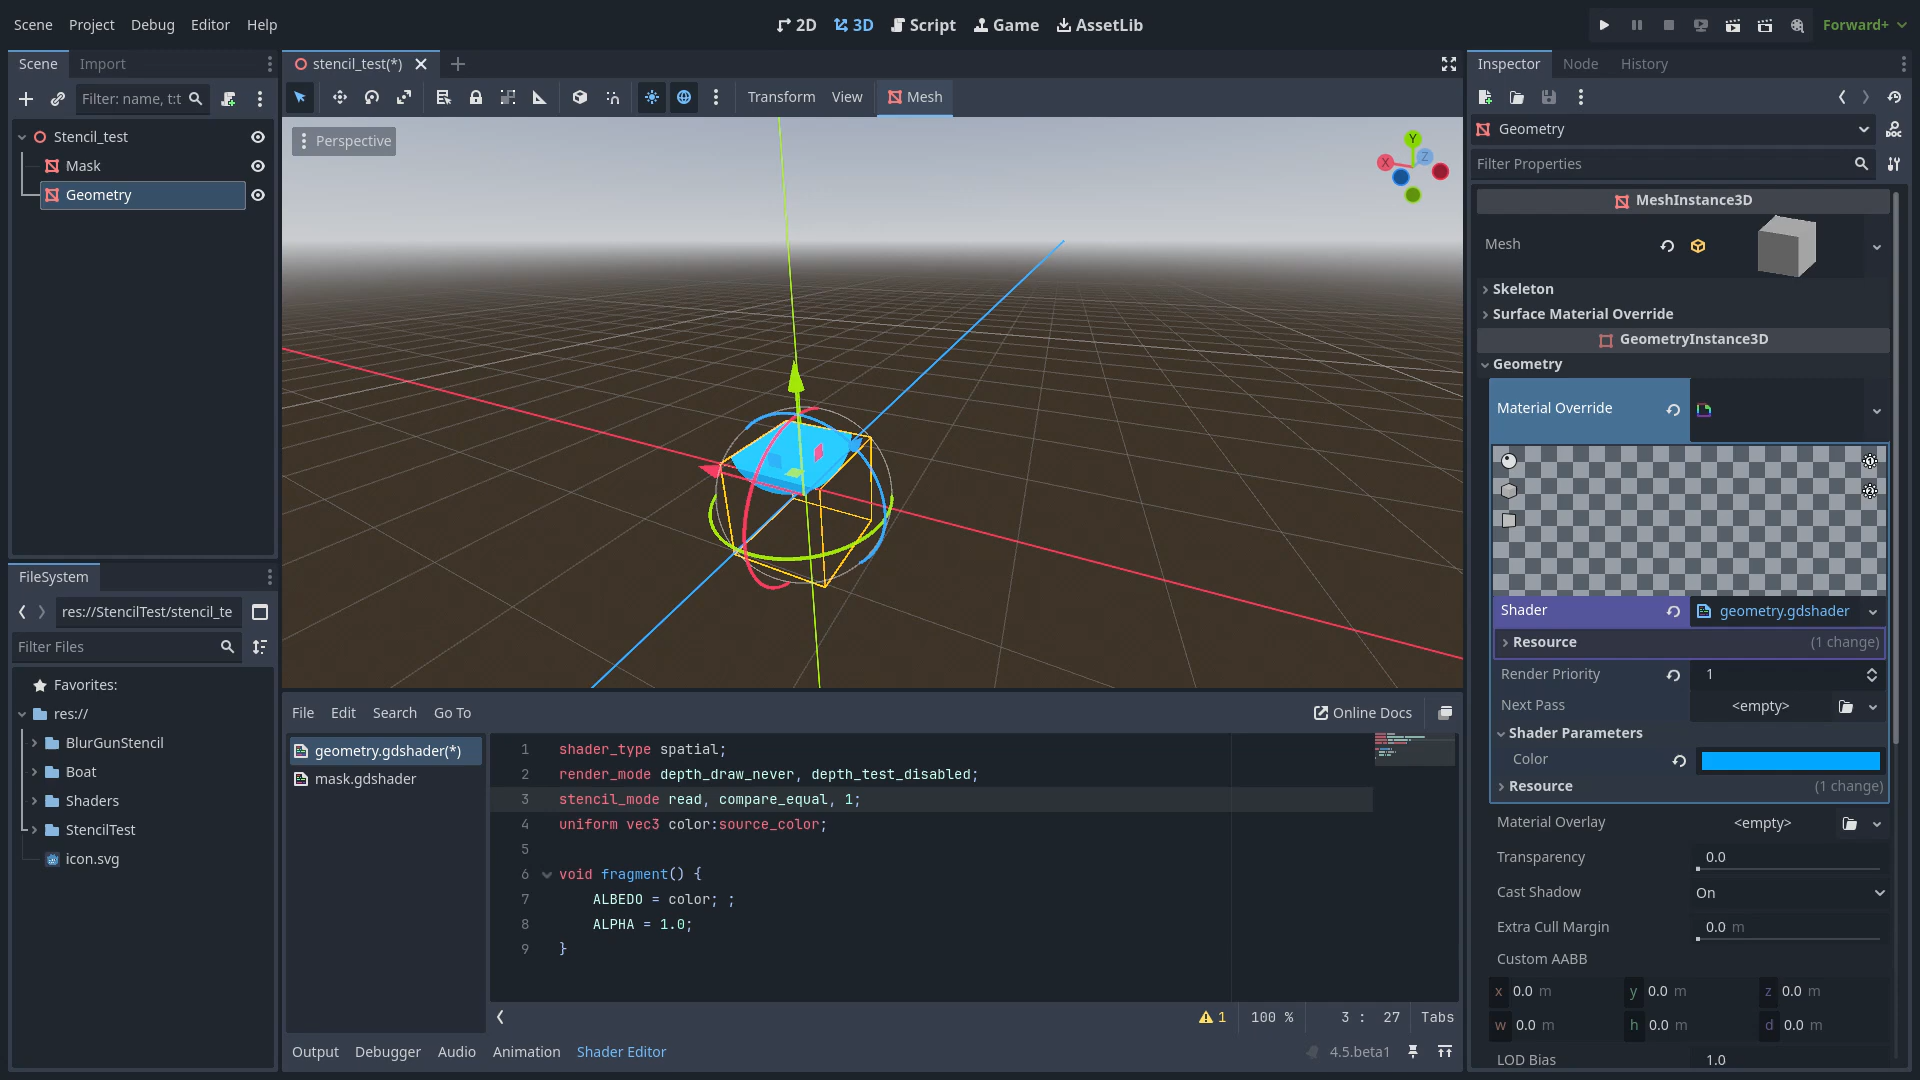 Scene Project Debug Editor Help
2D 3D Script Game AssetLib
Forward+
Scene Import
Filter: name, t:t
Stencil_test
Mask
Geometry
FileSystem
res://StencilTest/stencil_te
Filter Files
Favorites:
res://
BlurGunStencil
Boat
Shaders
StencilTest
icon.svg
stencil_test(*)
Transform View Mesh
Perspective
Y
X
Z
File Edit Search Go To
Online Docs
geometry.gdshader(*)
mask.gdshader
1 shader_type spatial;
2 render_mode depth_draw_never, depth_test_disabled;
3 stencil_mode read, compare_equal, 1;
4 uniform vec3 color:source_color;
5
6 void fragment() {
7 ALBEDO = color; ;
8 ALPHA = 1.0;
9 }
1 100 % 3 : 27 Tabs
Output Debugger Audio Animation Shader Editor
4.5.beta1
Inspector Node History
Geometry
DOC
Filter Properties
MeshInstance3D
Mesh
Skeleton
Surface Material Override
GeometryInstance3D
Geometry
Material Override
Shader geometry.gdshader
Resource (1 change)
Render Priority 1
Next Pass <empty>
Shader Parameters
Color
Resource (1 change)
Material Overlay <empty>
Transparency 0.0
Cast Shadow On
Extra Cull Margin 0.0 m
Custom AABB
x 0.0 m y 0.0 m z 0.0 m
w 0.0 m h 0.0 m d 0.0 m
LOD Bias 1.0